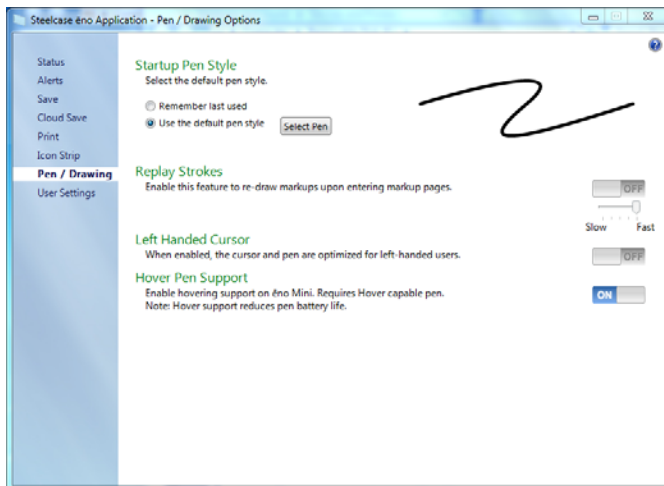 Steelcase ēno Application - Pen / Drawing Options
Status
Alerts
Save
Cloud Save
Print
Icon Strip
Pen / Drawing
User Settings
Startup Pen Style
Select the default pen style.
Remember last used
Use the default pen style
Select Pen
Replay Strokes
Enable this feature to re-draw markups upon entering markup pages.
OFF
Slow Fast
Left Handed Cursor
When enabled, the cursor and pen are optimized for left-handed users.
OFF
Hover Pen Support
Enable hovering support on ēno Mini. Requires Hover capable pen.
ON
Note: Hover support reduces pen battery life.